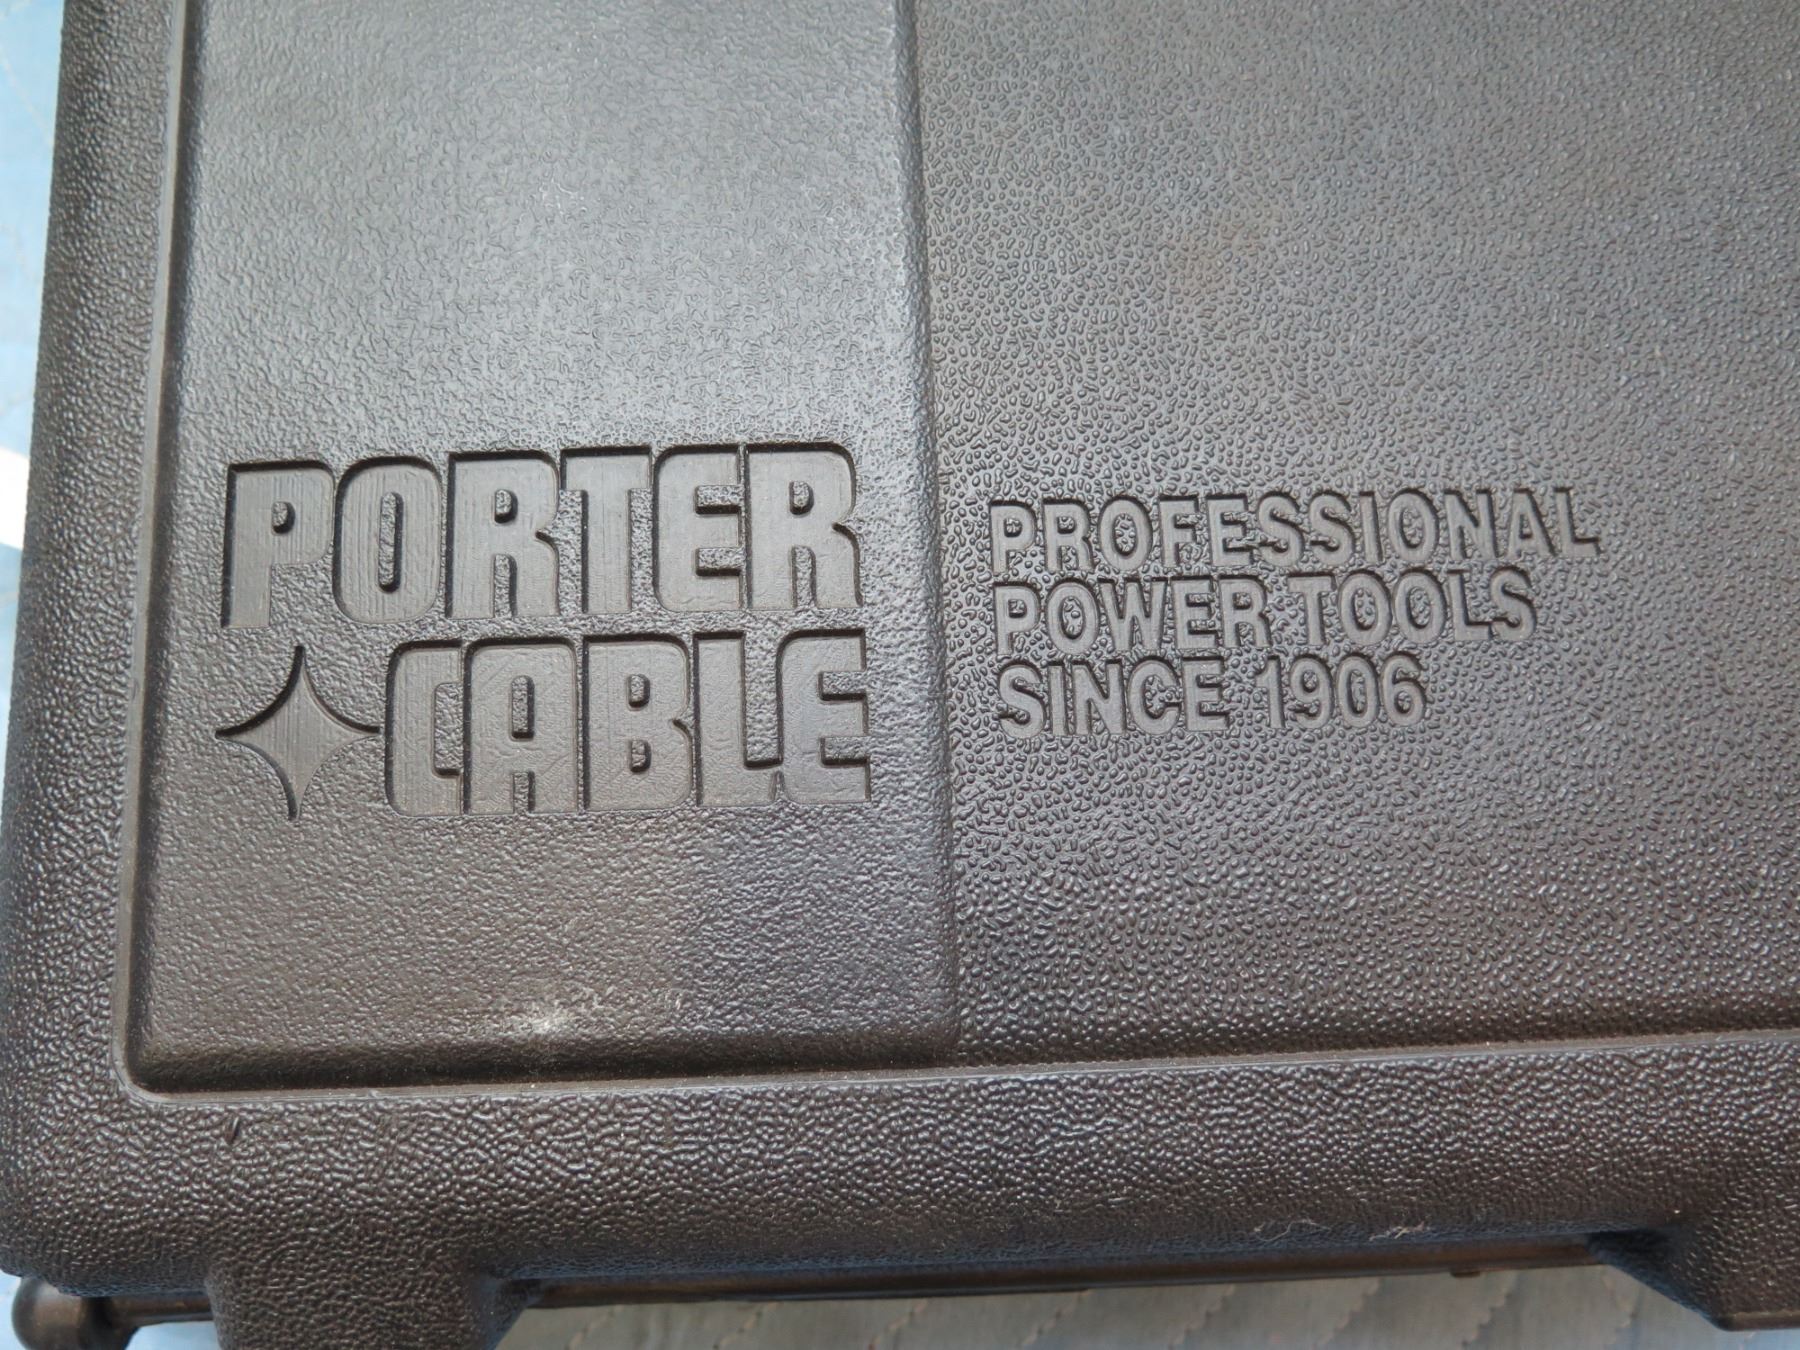 PORTER
CABLE
PROFESSIONAL
POWER TOOLS
SINCE 1906